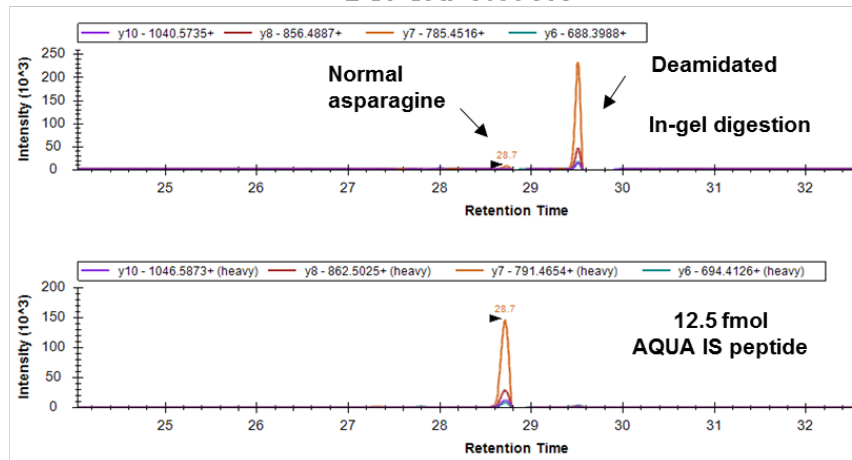 y10 - 1040.5735+ y8 - 856.4887+ y7 - 785.4516+ y6 - 688.3988+
250
200
150
100
50
0
Intensity (10^3)
Normal
asparagine
Deamidated
In-gel digestion
28.7
25 26 27 28 29 30 31 32
Retention Time
y10 - 1046.5873+ (heavy) y8 - 862.5025+ (heavy) y7 - 791.4654+ (heavy) y6 - 694.4126+ (heavy)
200
150
100
50
0
Intensity (10^3)
28.7
12.5 fmol
AQUA IS peptide
25 26 27 28 29 30 31 32
Retention Time